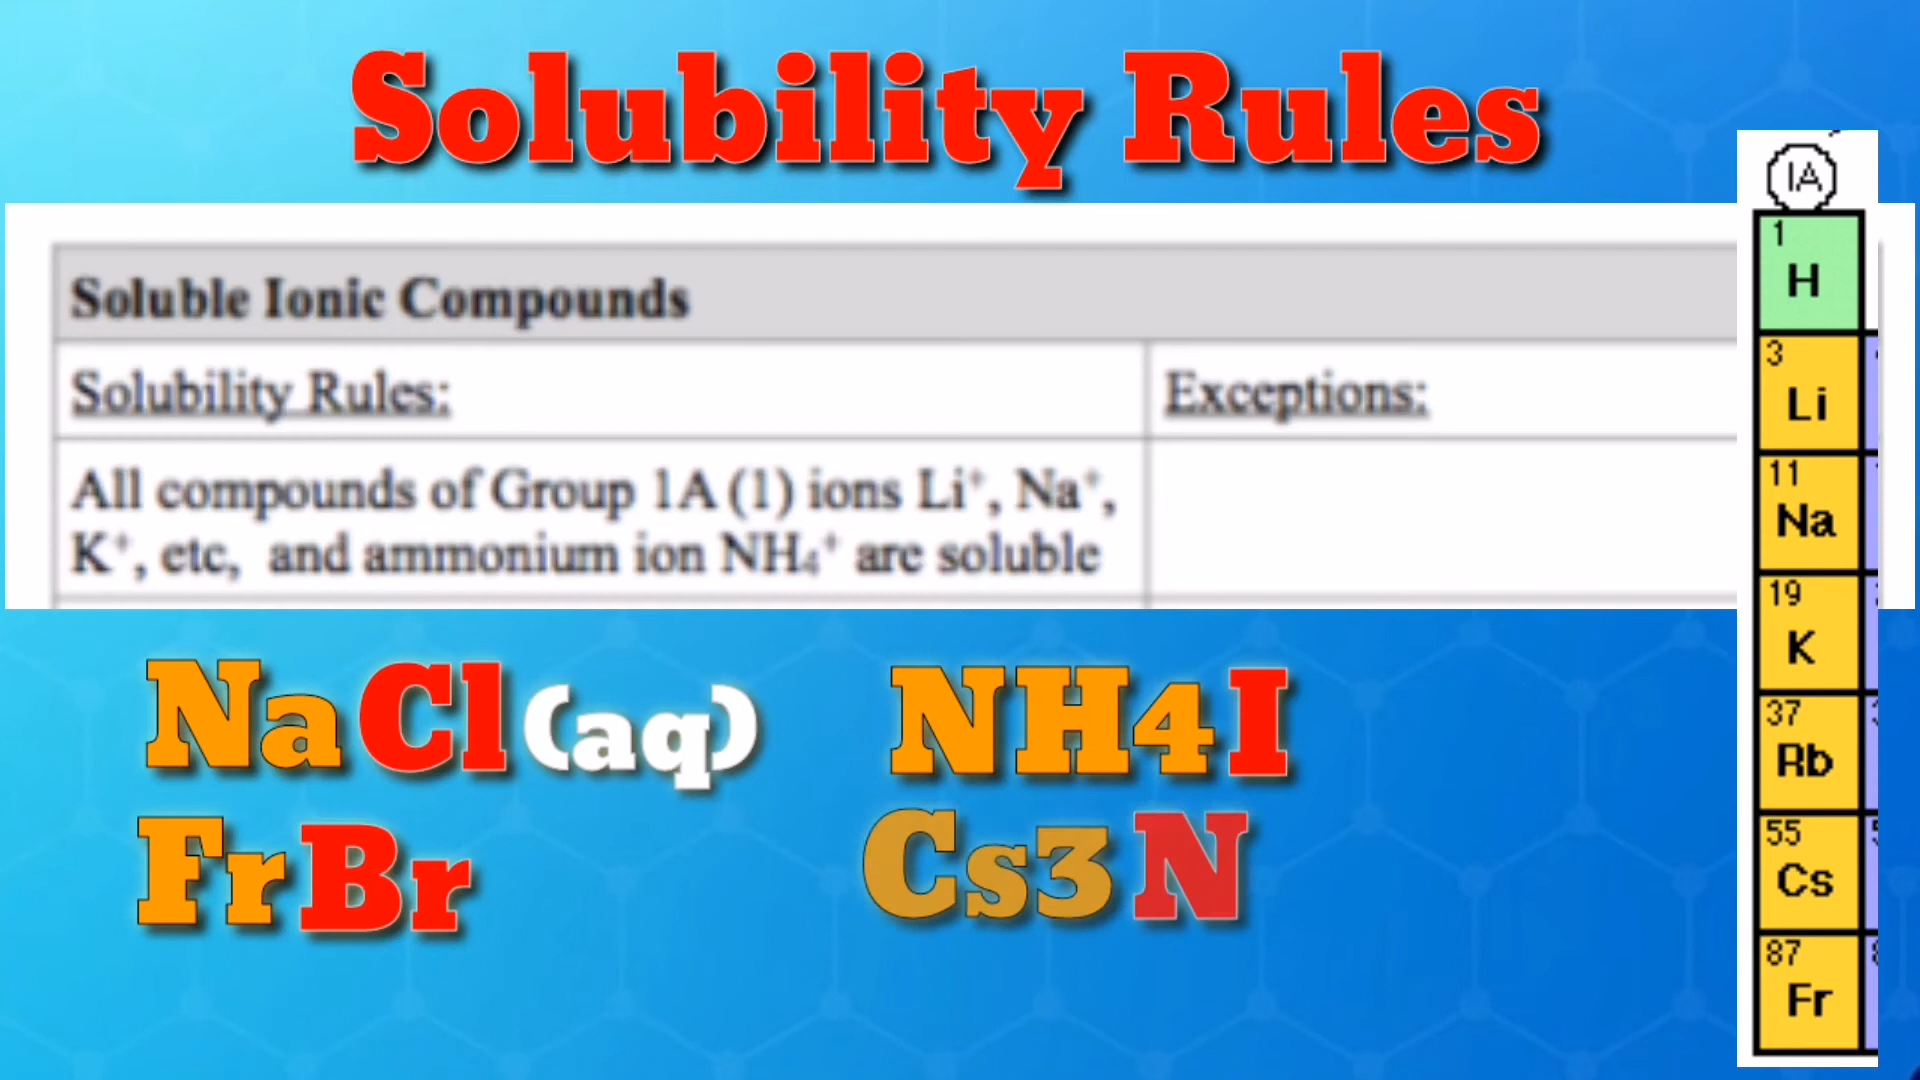 Solubility Rules
Soluble Ionic Compounds
Solubility Rules:
Exceptions:
All compounds of Group 1A (1) ions Li⁺, Na⁺,
K⁺, etc, and ammonium ion NH₄⁺ are soluble
NaCl(aq)
NH4I
FrBr
Cs3N
IA
1
H
3
Li
11
Na
19
K
37
Rb
55
Cs
87
Fr